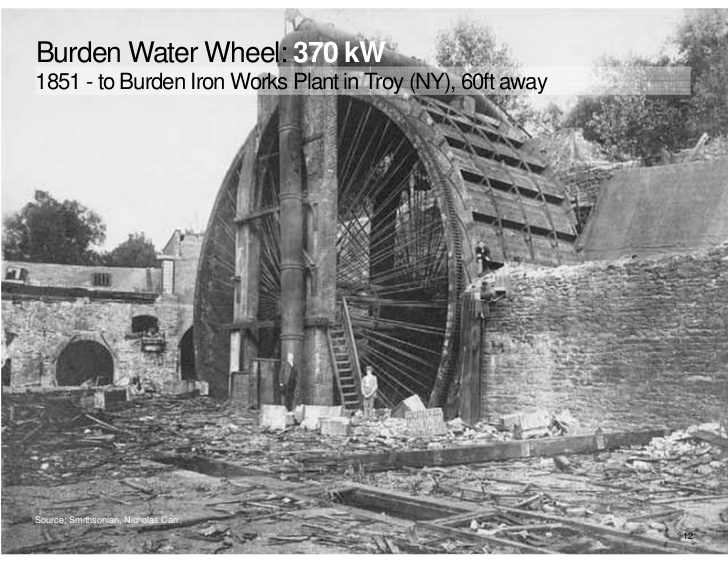 Burden Water Wheel: 370 kW
1851 - to Burden Iron Works Plant in Troy (NY), 60ft away
Source; Smithsonian, Nicholas Carr.
12